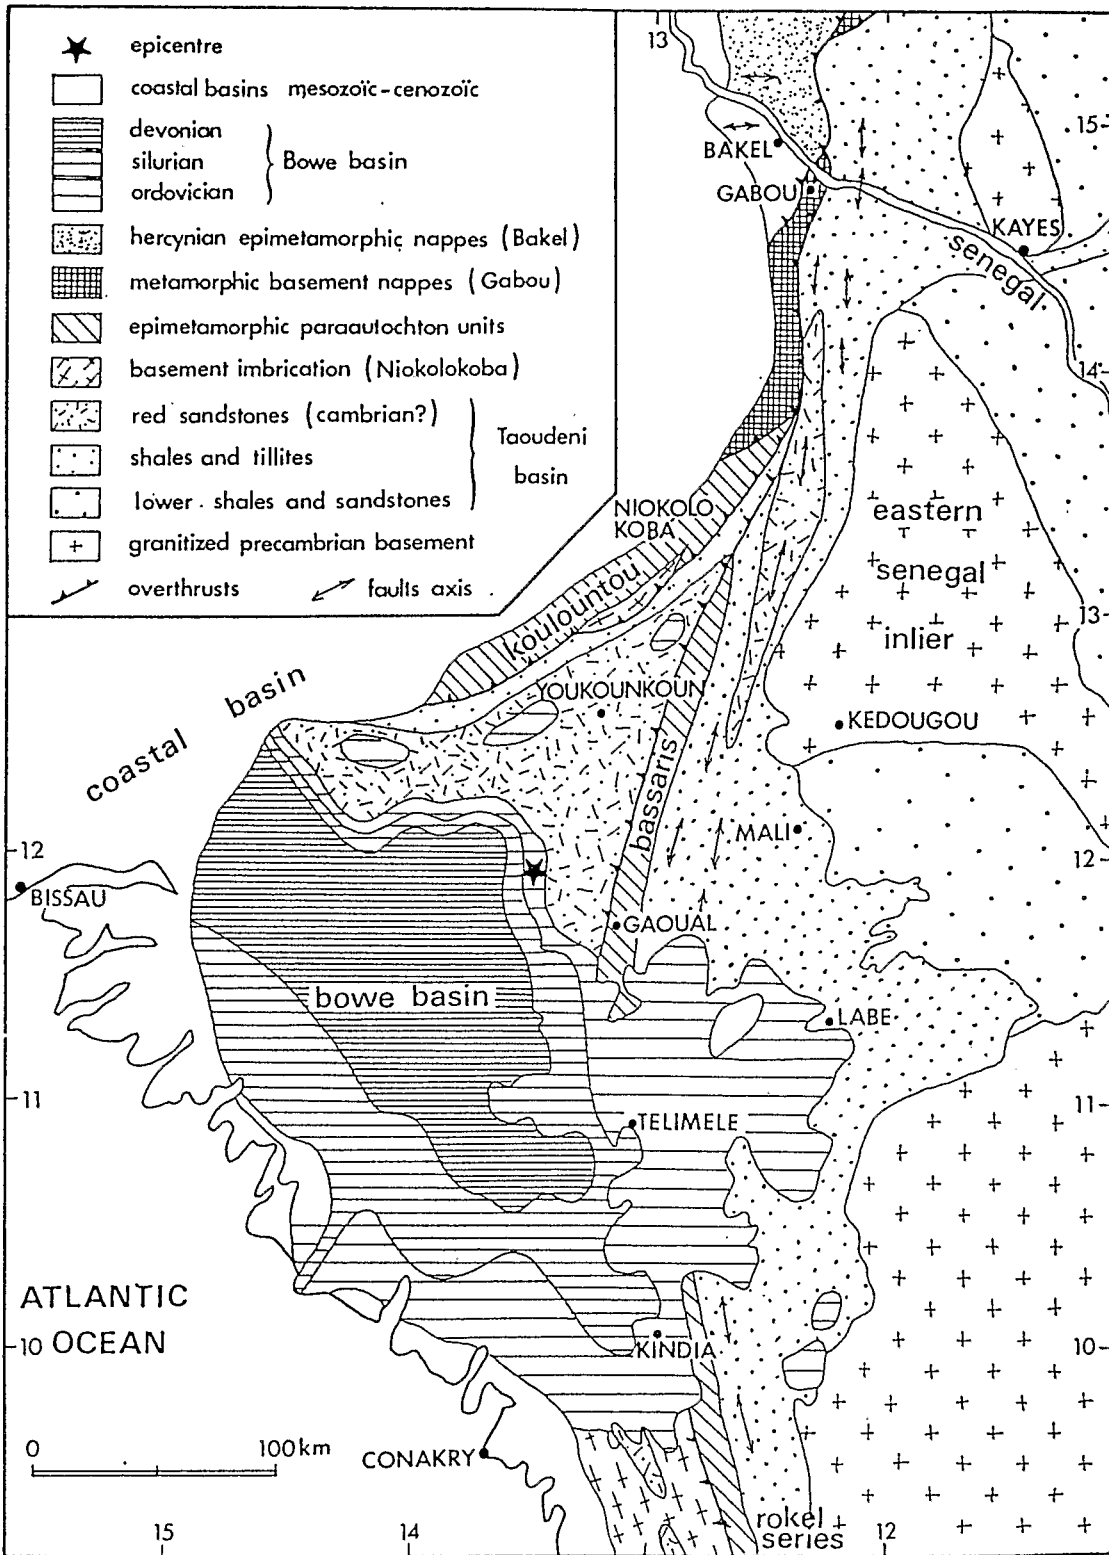 epicentre
coastal basins mesozoïc-cenozoïc
devonian
silurian
ordovician
Bowe basin
hercynian epimetamorphic nappes (Bakel)
metamorphic basement nappes (Gabou)
epimetamorphic paraautochton units
basement imbrication (Niokolokoba)
red sandstones (cambrian?)
shales and tillites
lower shales and sandstones
Taoudeni
basin
granitized precambrian basement
overthrusts
faults axis
13
15
BAKEL
GABOU
KAYES
senegal
14
NIOKOLO
KOBA
eastern
senegal
inlier
13
koulountou
coastal basin
YOUKOUNKOUN
KEDOUGOU
bassaris
MALI
12
12
BISSAU
GAOUAL
bowe basin
LABE
11
11
TELIMELE
ATLANTIC
OCEAN
10
10
KINDIA
0
100km
CONAKRY
rokel
series
15
14
12